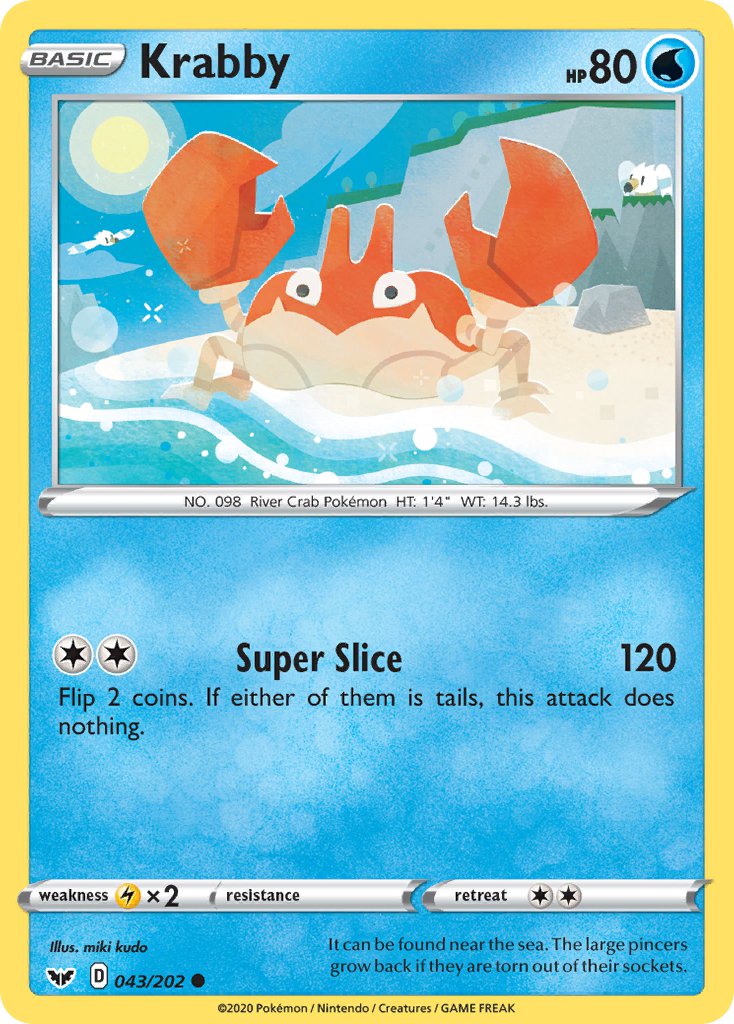 BASIC Krabby HP80
NO. 098 River Crab Pokémon HT: 1'4" WT: 14.3 lbs.
Super Slice 120
Flip 2 coins. If either of them is tails, this attack does
nothing.
weakness ×2 resistance retreat
Illus. miki kudo
It can be found near the sea. The large pincers
grow back if they are torn out of their sockets.
D 043/202
©2020 Pokémon / Nintendo / Creatures / GAME FREAK